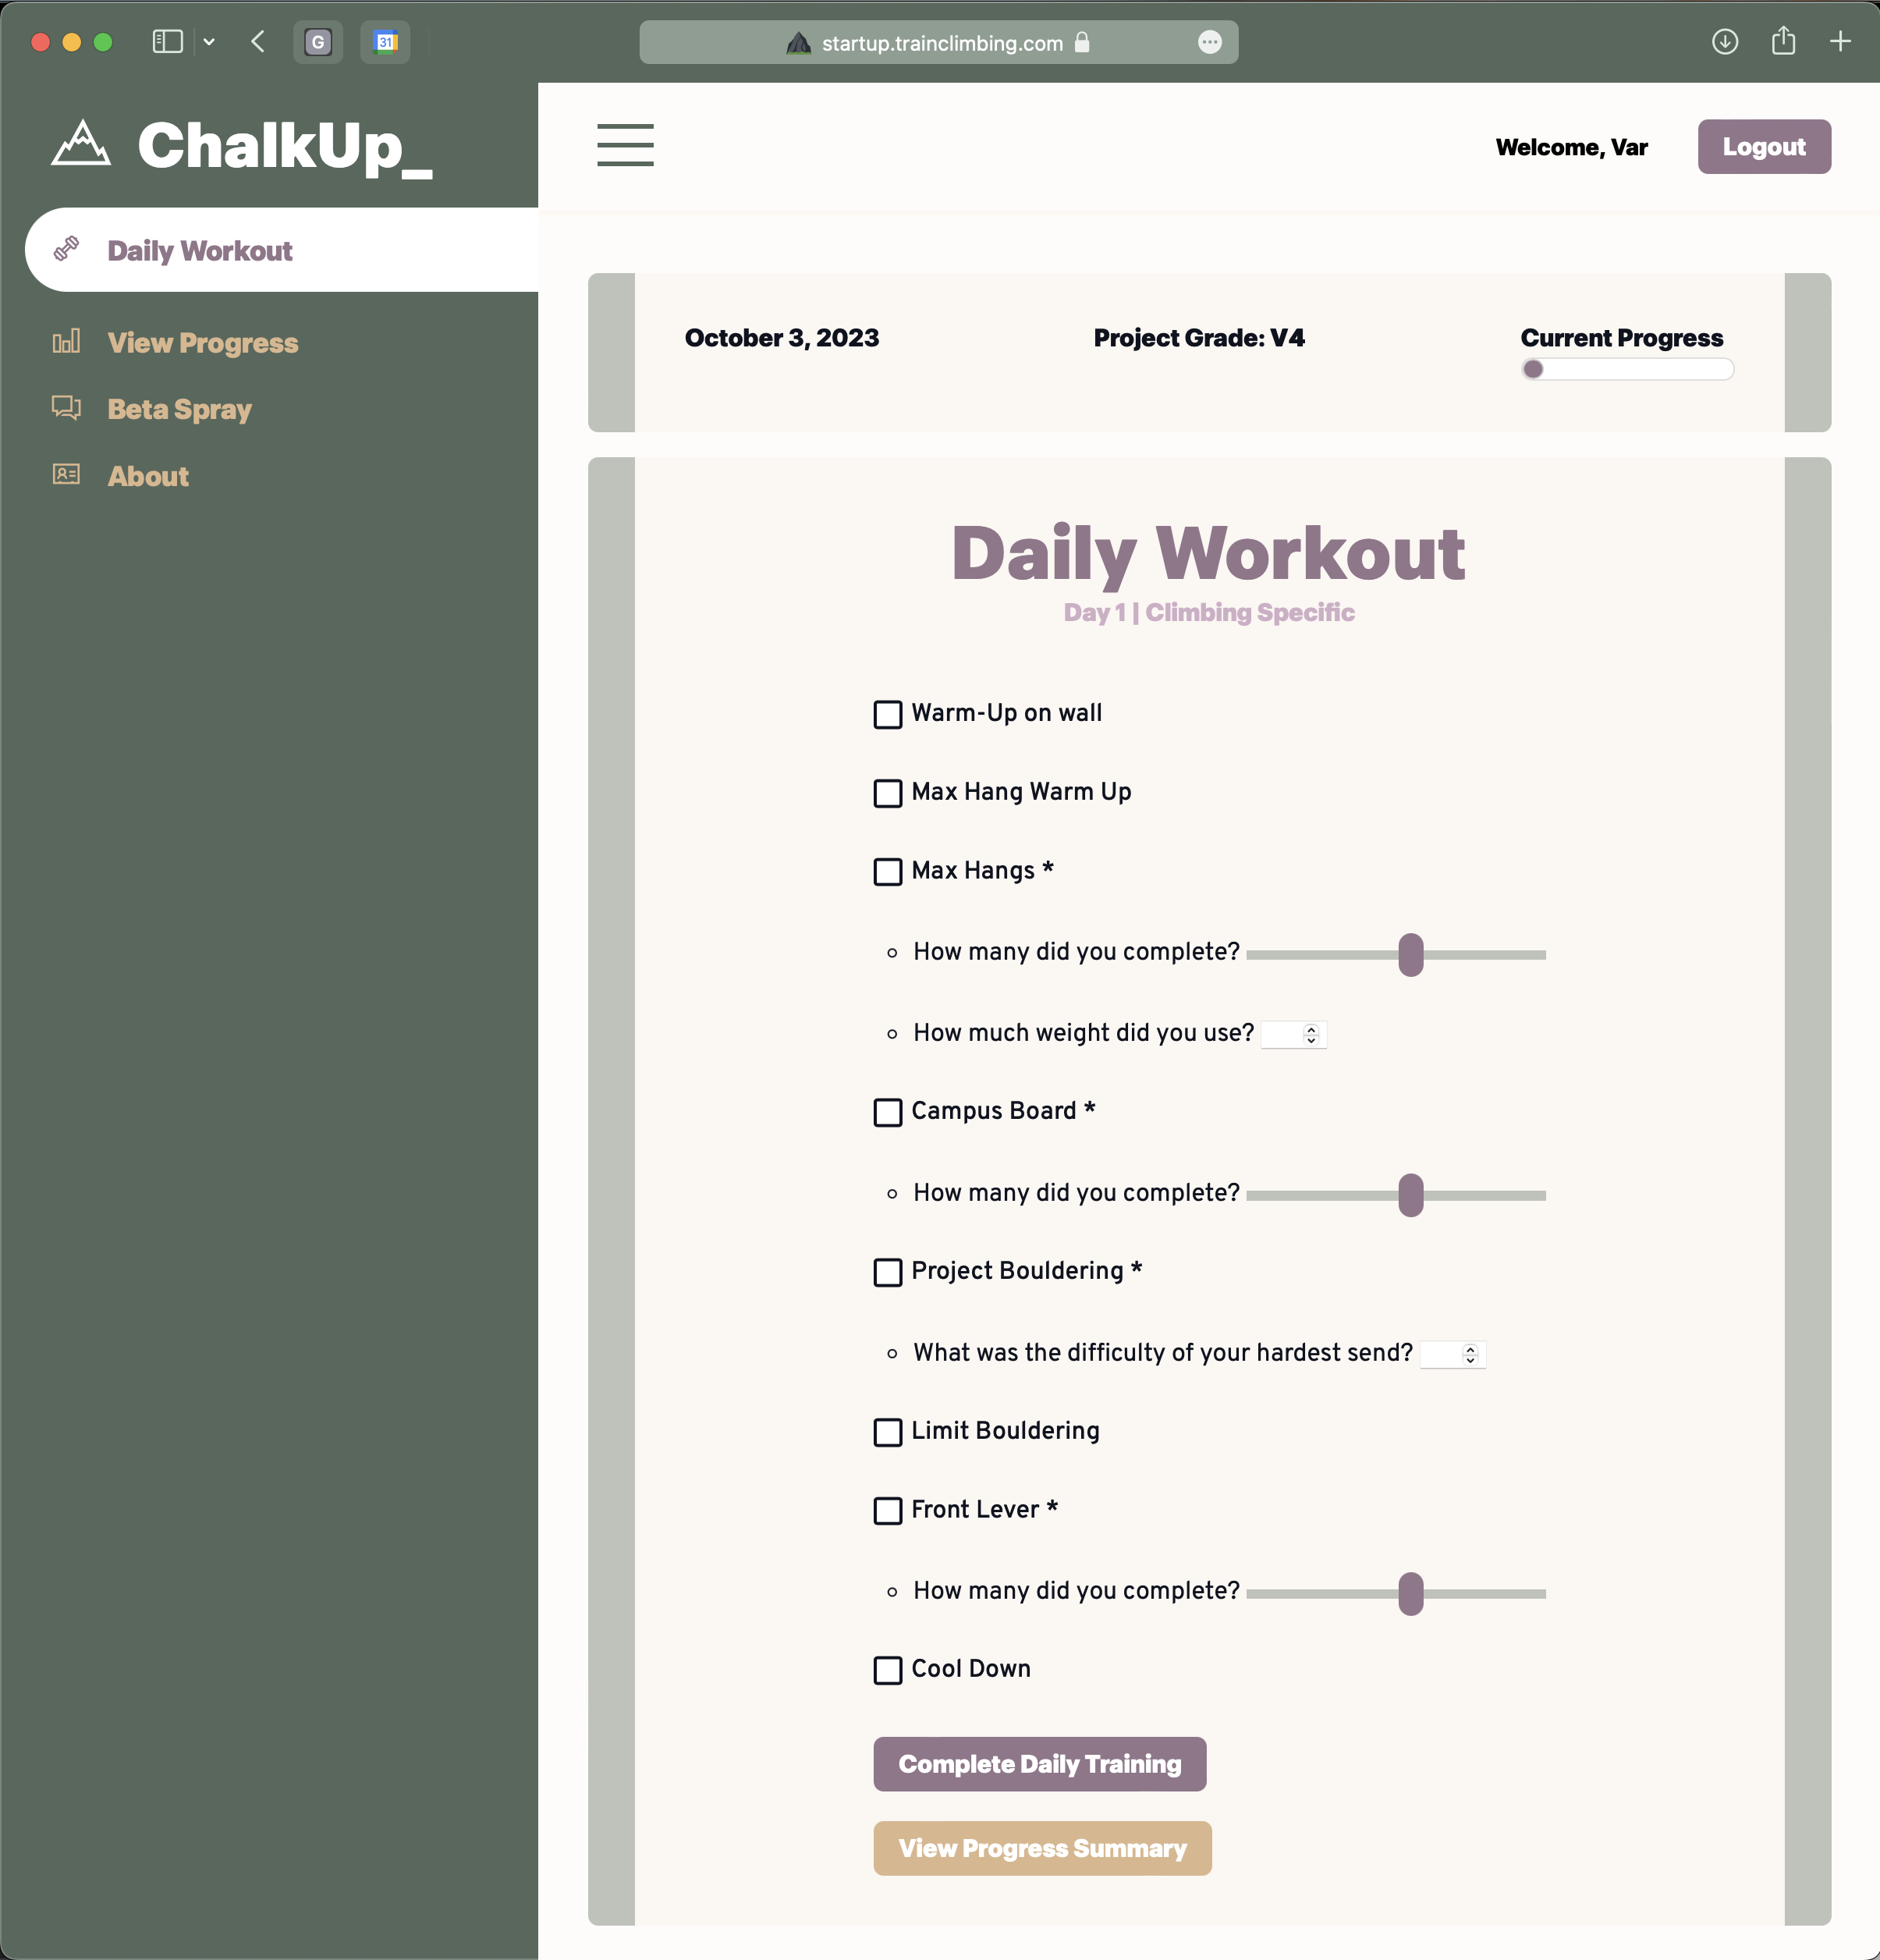 G
31
startup.trainclimbing.com
ChalkUp_
Welcome, Var
Logout
Daily Workout
View Progress
Beta Spray
About
October 3, 2023
Project Grade: V4
Current Progress
Daily Workout
Day 1 | Climbing Specific
Warm-Up on wall
Max Hang Warm Up
Max Hangs *
How many did you complete?
How much weight did you use?
Campus Board *
How many did you complete?
Project Bouldering *
What was the difficulty of your hardest send?
Limit Bouldering
Front Lever *
How many did you complete?
Cool Down
Complete Daily Training
View Progress Summary